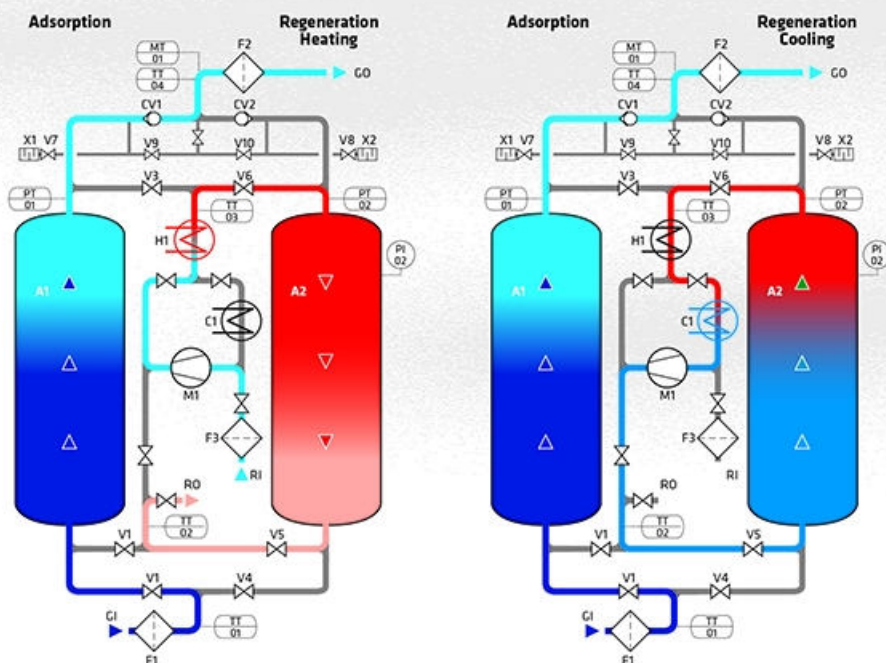 Adsorption
Regeneration
Heating
MT
01
TT
04
F2
GO
CV1
CV2
X1
V7
V9
V10
V8
X2
V3
V6
PT
01
TT
03
PT
02
H1
PI
02
A1
A2
C1
M1
F3
RO
RI
TT
02
V1
V5
V1
V4
GI
TT
01
F1
Adsorption
Regeneration
Cooling
MT
01
TT
04
F2
GO
CV1
CV2
X1
V7
V9
V10
V8
X2
V3
V6
PT
01
TT
03
PT
02
H1
PI
02
A1
A2
C1
M1
F3
RO
RI
TT
02
V1
V5
V1
V4
GI
TT
01
F1